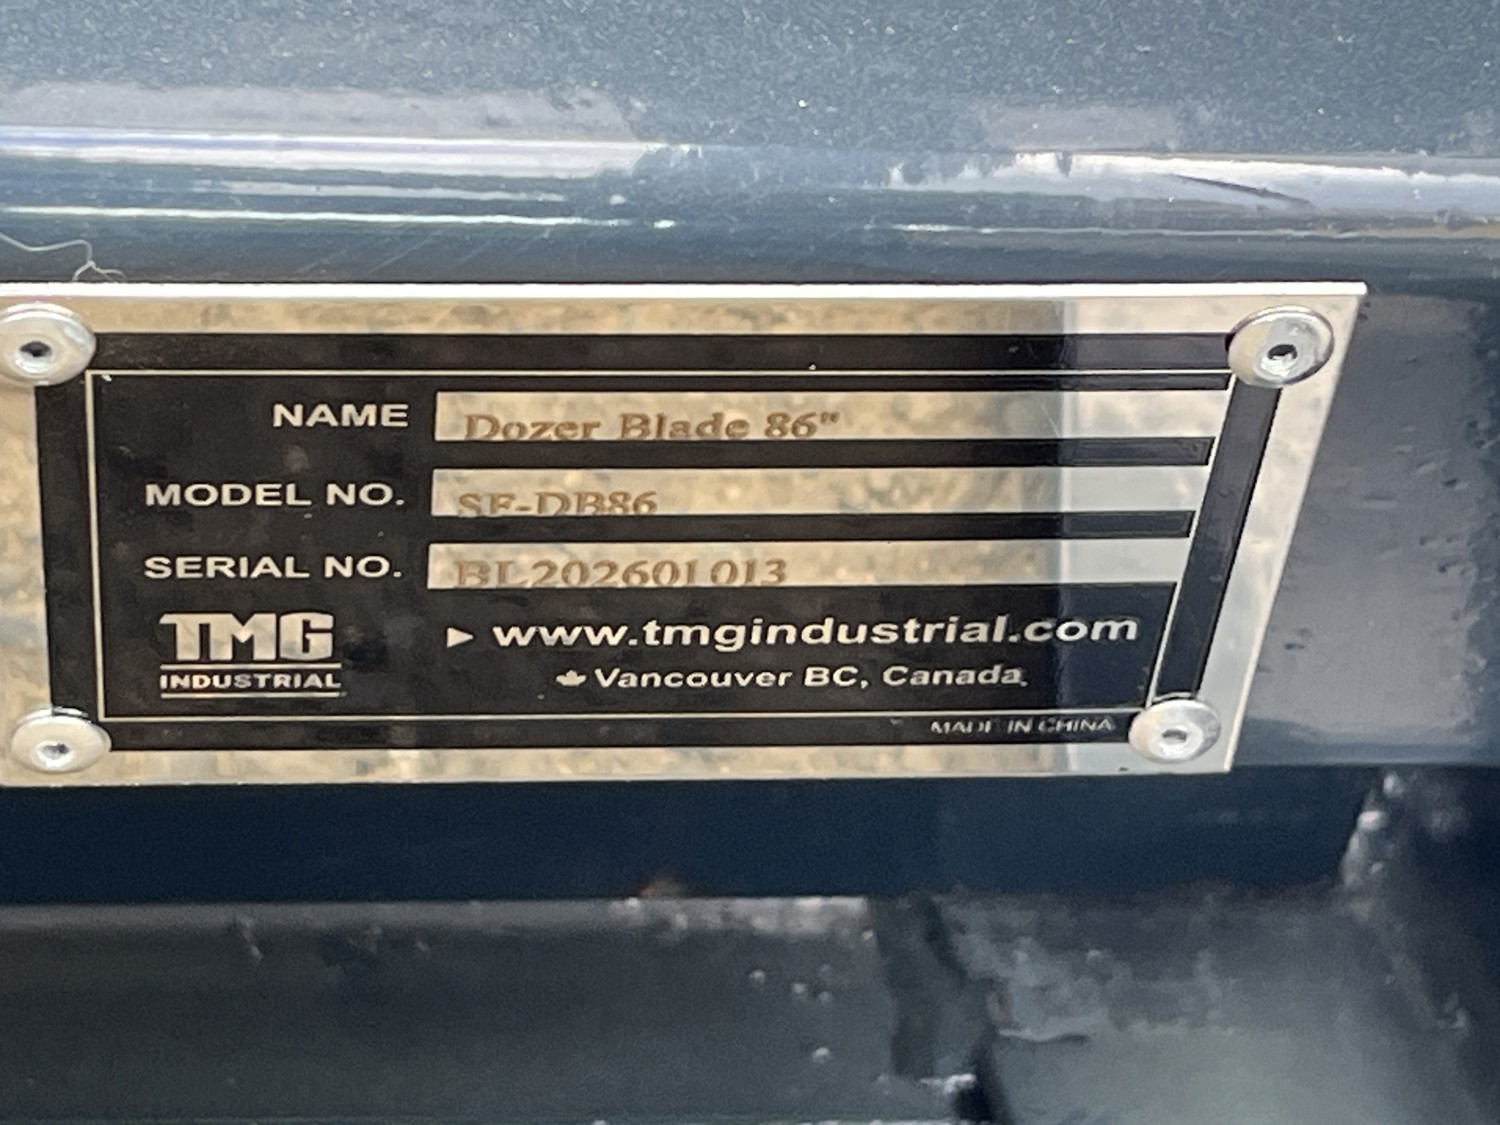 NAME Dozer Blade 86"
MODEL NO. SF-DB86
SERIAL NO. BL202601013
TMG
INDUSTRIAL
www.tmgindustrial.com
Vancouver BC, Canada
MADE IN CHINA